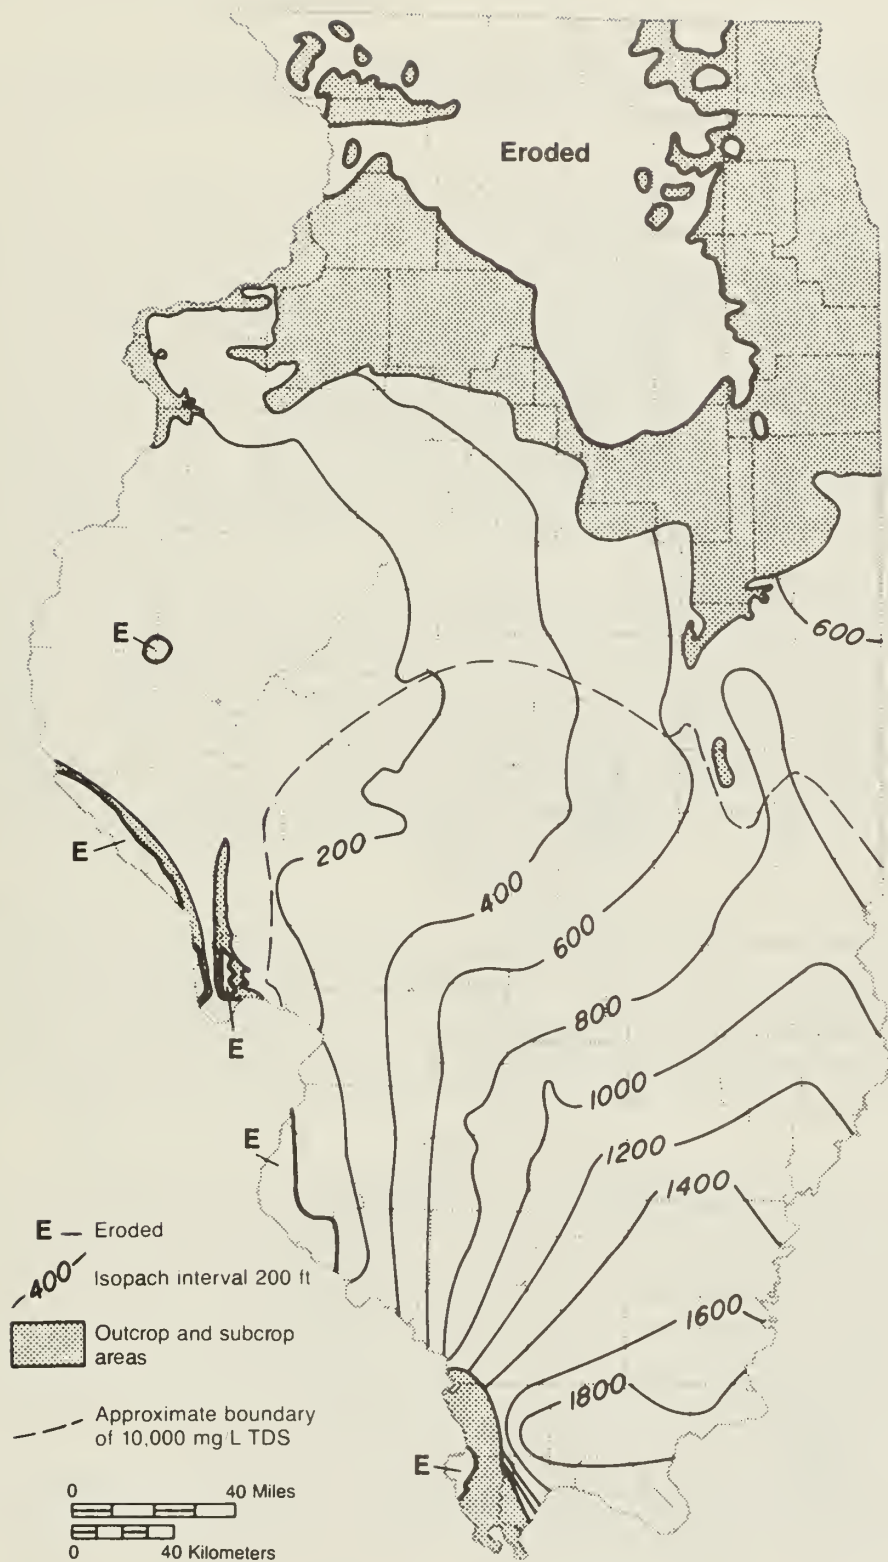 Eroded
600
E
E
200
400
600
E
800
1000
E
1200
1400
E — Eroded
400 Isopach interval 200 ft
1600
Outcrop and subcrop
areas
1800
Approximate boundary
of 10,000 mg/L TDS
E
0 40 Miles
0 40 Kilometers